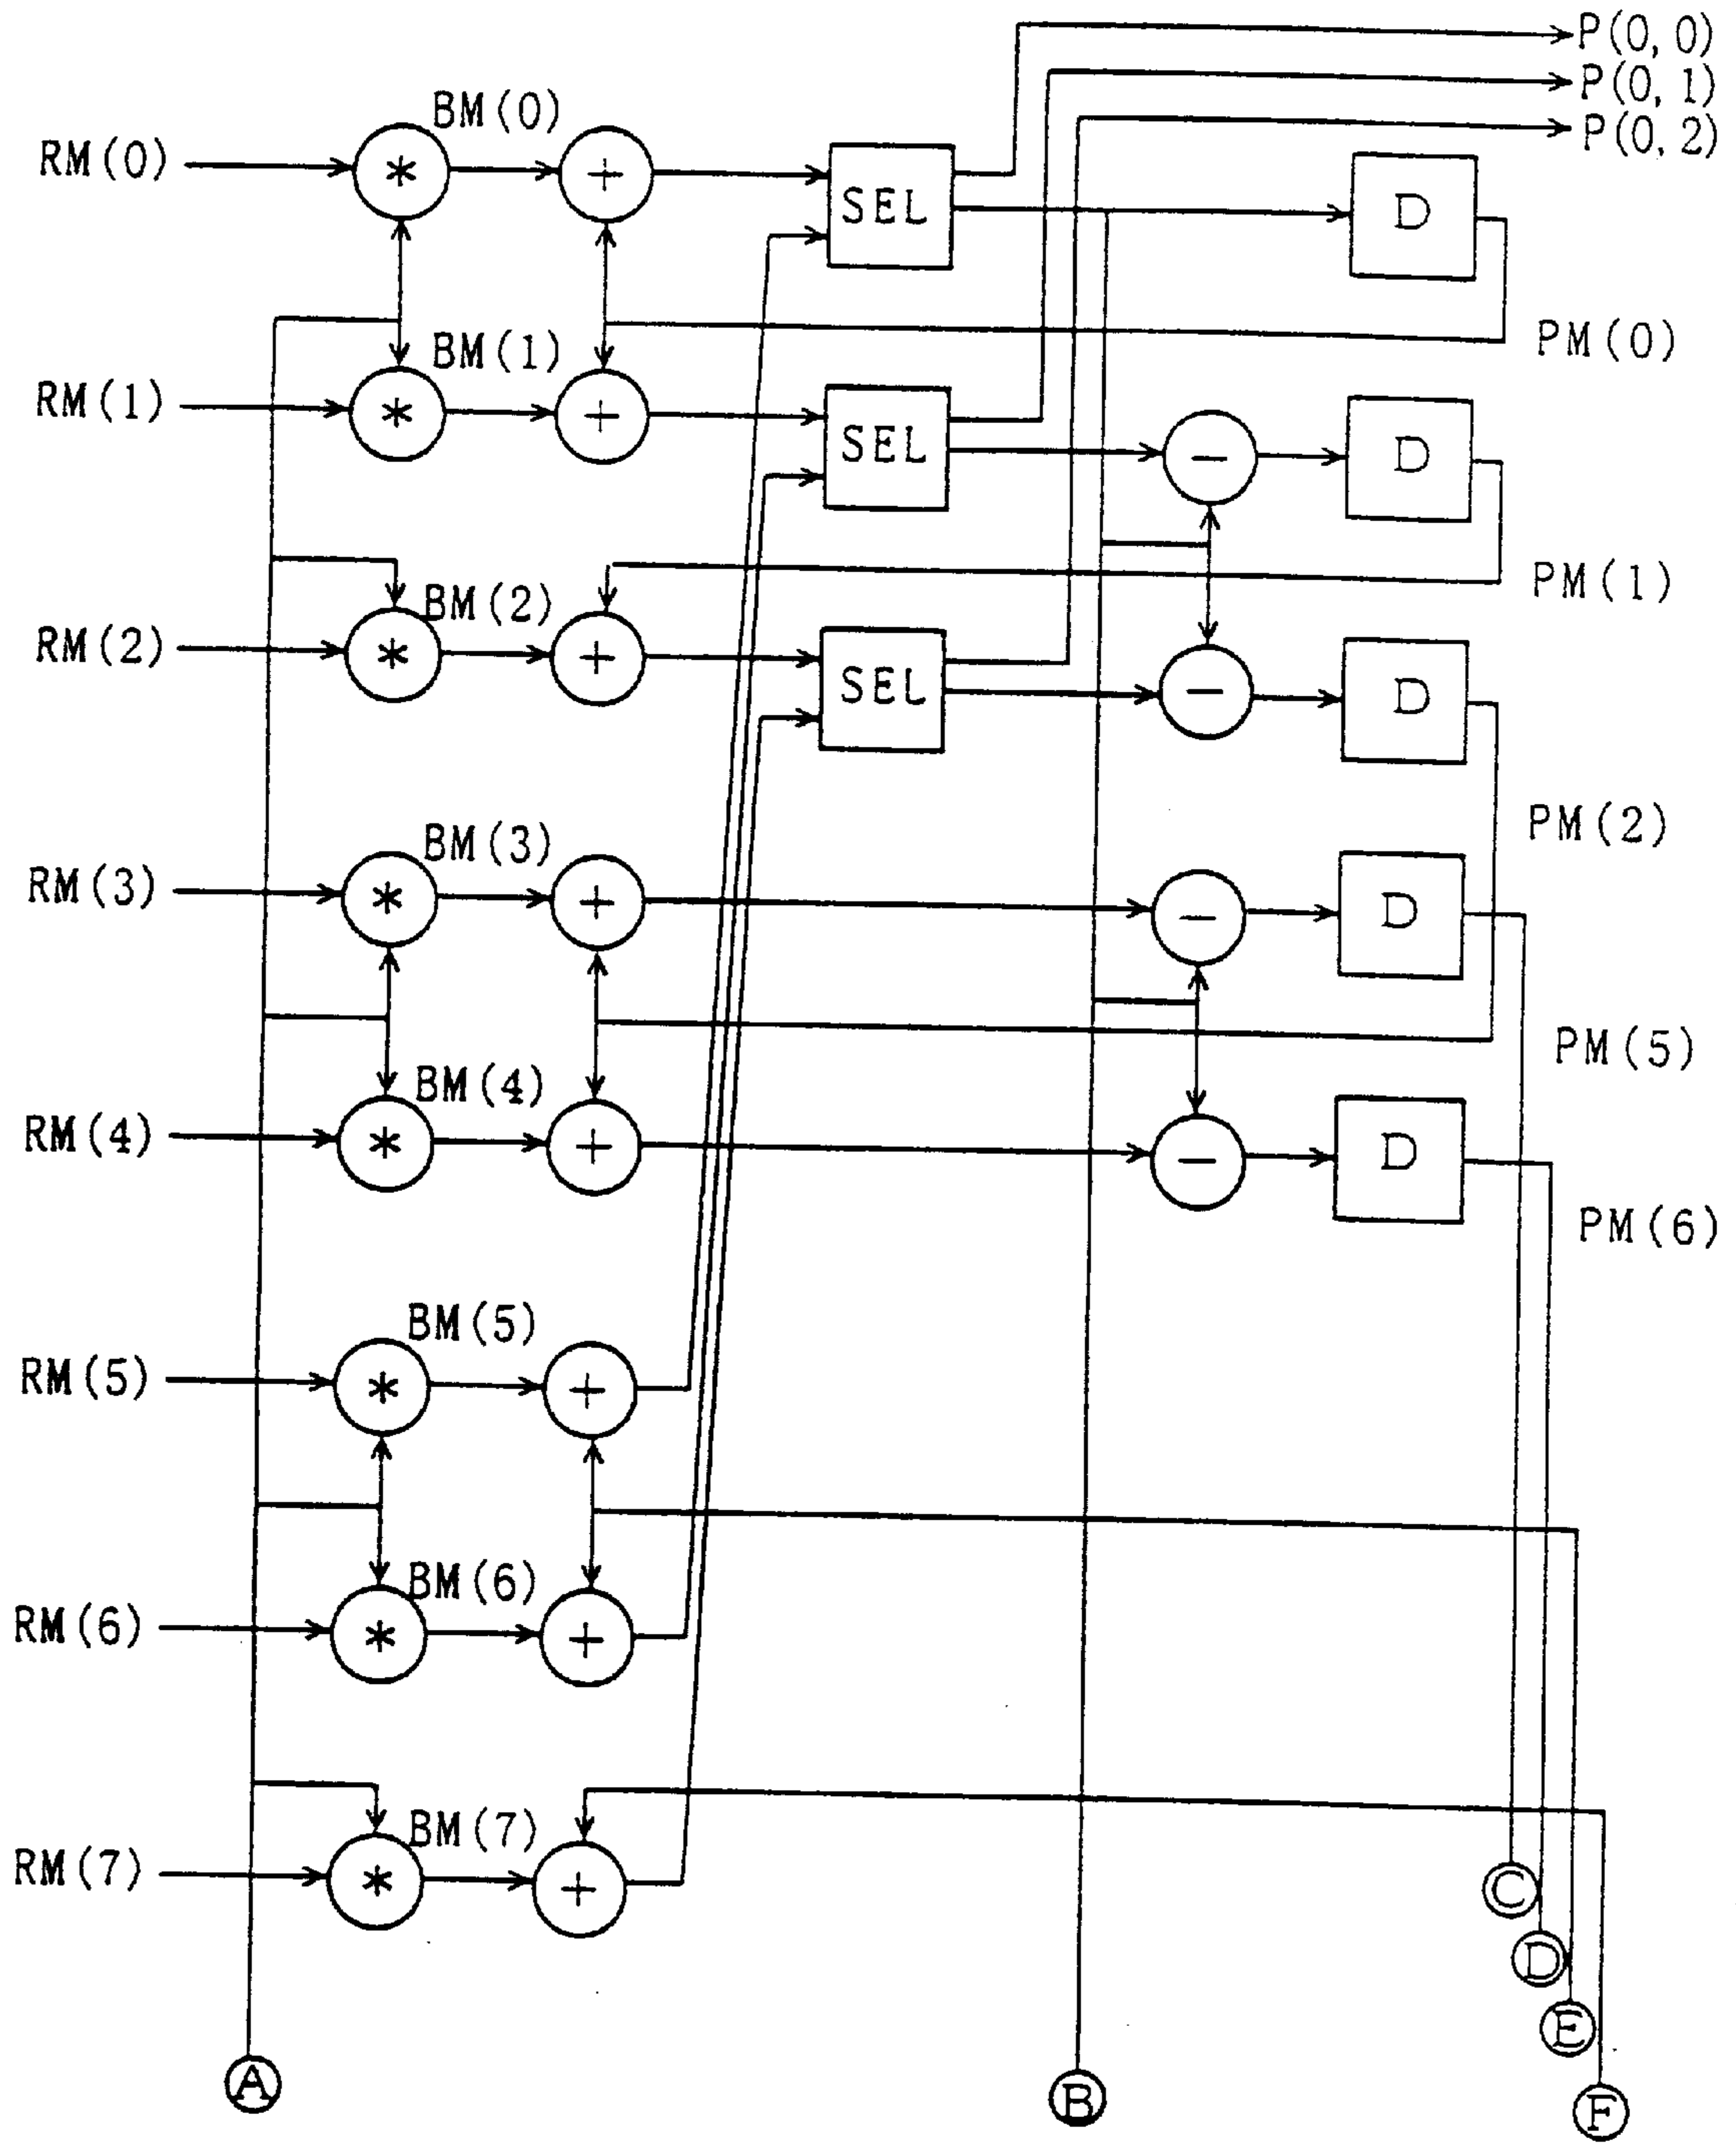 P(0,0)
P(0,1)
P(0,2)
BM(0)
RM(0) * + SEL D
PM(0)
BM(1)
RM(1) * + SEL − D
PM(1)
BM(2)
RM(2) * + SEL − D
PM(2)
BM(3)
RM(3) * + − D
PM(5)
BM(4)
RM(4) * + − D
PM(6)
BM(5)
RM(5) * +
BM(6)
RM(6) * +
BM(7)
RM(7) * +
C
D
E
A B F